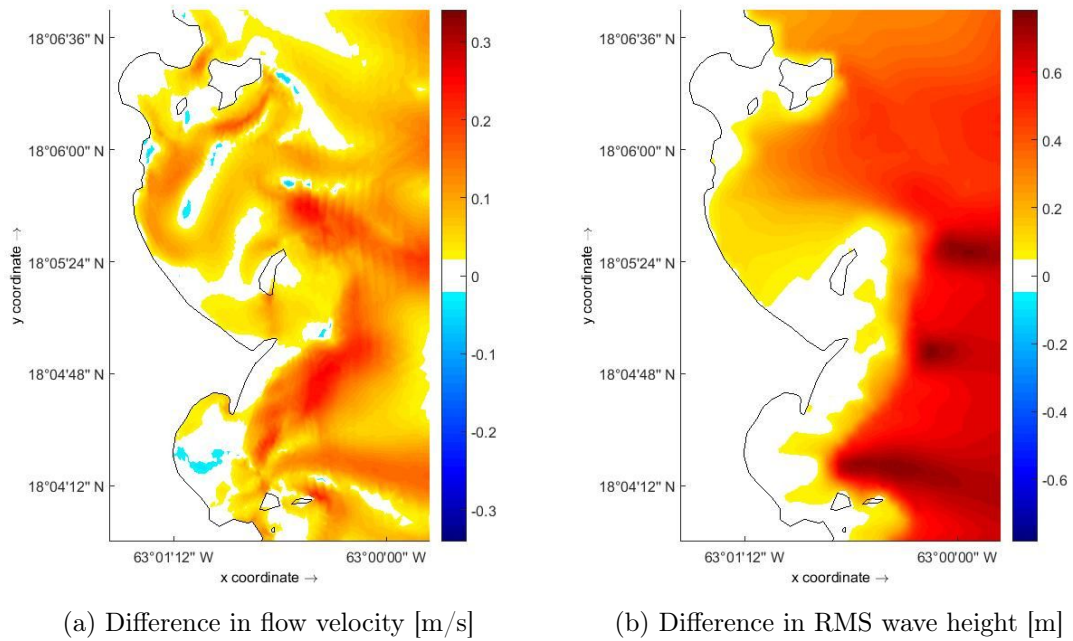 18°06'36" N
18°06'00" N
18°05'24" N
18°04'48" N
18°04'12" N
y coordinate →
63°01'12" W
63°00'00" W
x coordinate →
0.3
0.2
0.1
0
-0.1
-0.2
-0.3
(a) Difference in flow velocity [m/s]
18°06'36" N
18°06'00" N
18°05'24" N
18°04'48" N
18°04'12" N
y coordinate →
63°01'12" W
63°00'00" W
x coordinate →
0.6
0.4
0.2
0
-0.2
-0.4
-0.6
(b) Difference in RMS wave height [m]